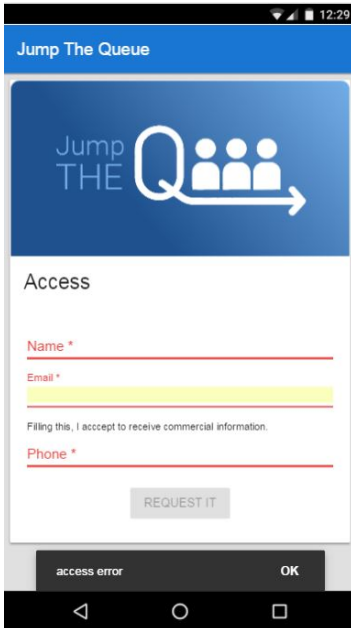 12:29
Jump The Queue
Jump
THE Q
Access
Name *
Email *
Filling this, I acccept to receive commercial information.
Phone *
REQUEST IT
access error OK